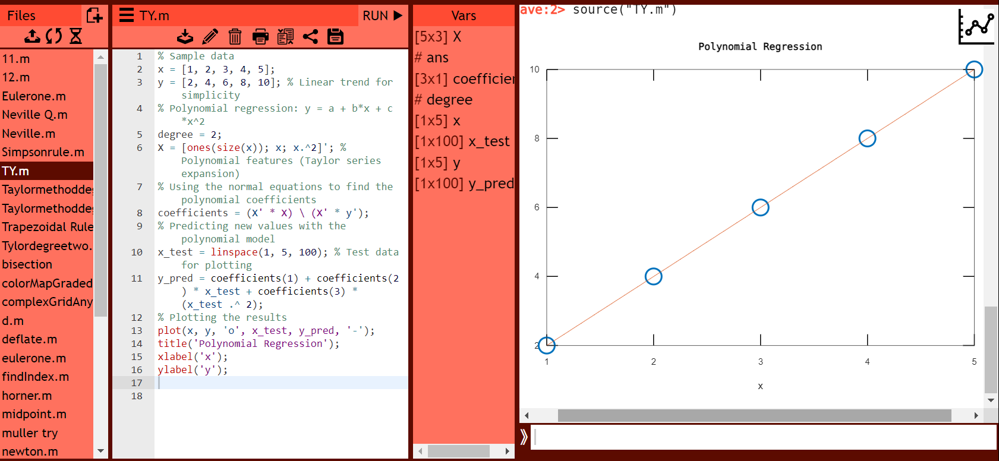 Files
11.m
12.m
Eulerone.m
Neville Q.m
Neville.m
Simpsonrule.m
TY.m
Taylormethodde
Taylormethodde
Trapezoidal Rule
Tylordegreetwo.
bisection
colorMapGraded
complexGridAny
d.m
deflate.m
eulerone.m
findIndex.m
horner.m
midpoint.m
muller try
newton.m
TY.m
RUN
1 % Sample data
2 x = [1, 2, 3, 4, 5];
3 y = [2, 4, 6, 8, 10]; % Linear trend for
simplicity
4 % Polynomial regression: y = a + b*x + c
*x^2
5 degree = 2;
6 X = [ones(size(x)); x; x.^2]'; %
Polynomial features (Taylor series
expansion)
7 % Using the normal equations to find the
polynomial coefficients
8 coefficients = (X' * X) \ (X' * y');
9 % Predicting new values with the
polynomial model
10 x_test = linspace(1, 5, 100); % Test data
for plotting
11 y_pred = coefficients(1) + coefficients(2
) * x_test + coefficients(3) *
(x_test .^ 2);
12 % Plotting the results
13 plot(x, y, 'o', x_test, y_pred, '-');
14 title('Polynomial Regression');
15 xlabel('x');
16 ylabel('y');
17
18
Vars
[5x3] X
# ans
[3x1] coefficier
# degree
[1x5] x
[1x100] x_test
[1x5] y
[1x100] y_pred
ave:2> source("TY.m")
Polynomial Regression
10
8
6
4
2
1 2 3 4 5
x